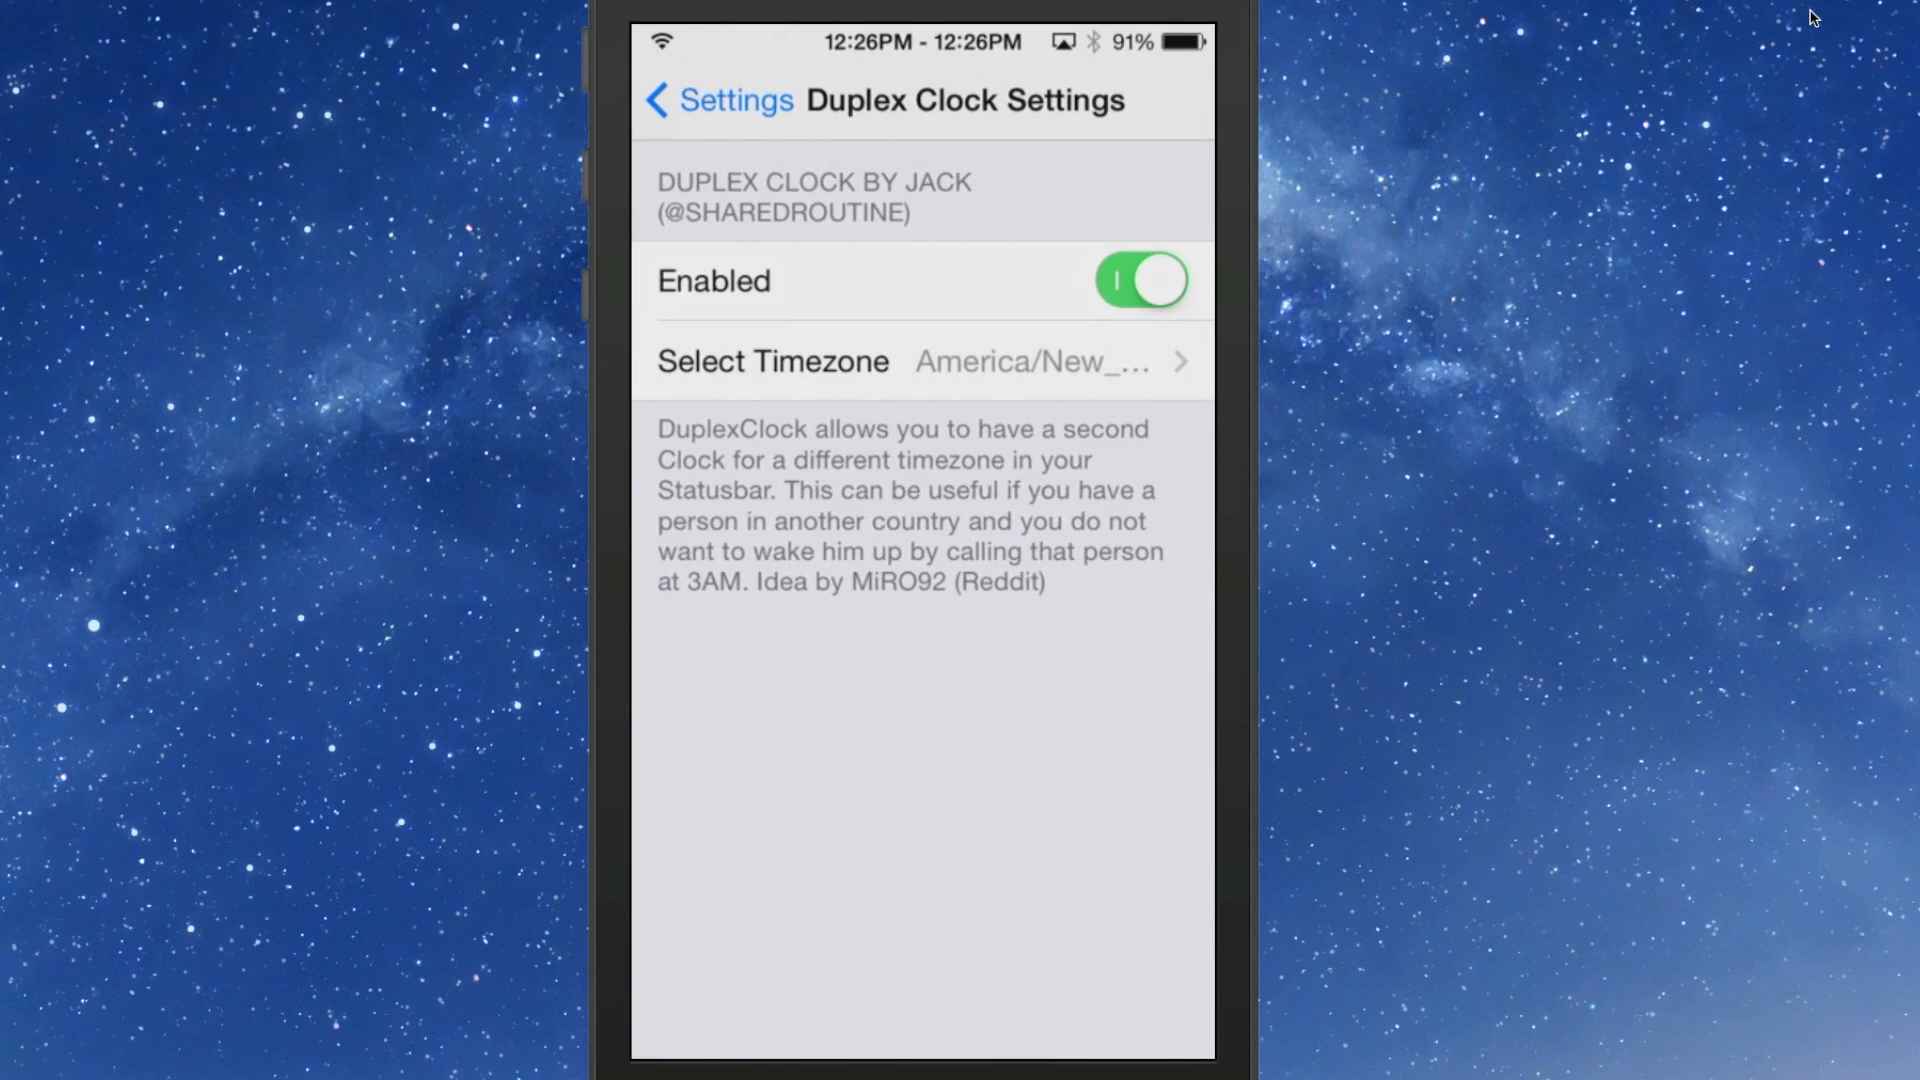 12:26PM - 12:26PM 91%
Settings Duplex Clock Settings
DUPLEX CLOCK BY JACK
(@SHAREDROUTINE)
Enabled
Select Timezone America/New_...
DuplexClock allows you to have a second
Clock for a different timezone in your
Statusbar. This can be useful if you have a
person in another country and you do not
want to wake him up by calling that person
at 3AM. Idea by MiRO92 (Reddit)